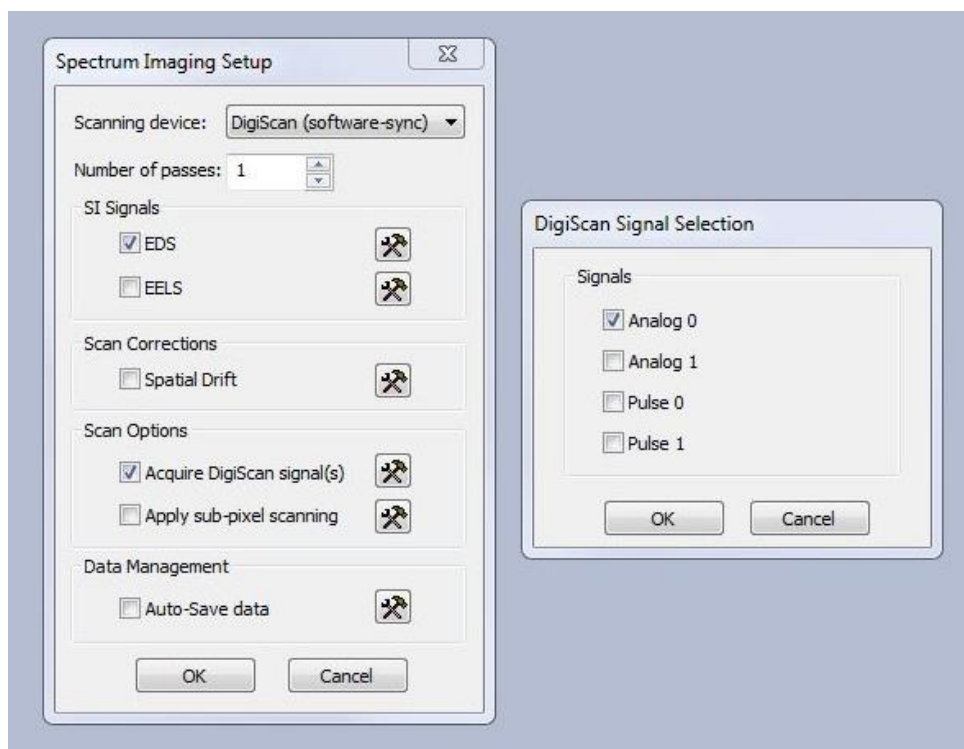 Spectrum Imaging Setup
Scanning device: DigiScan (software-sync)
Number of passes: 1
SI Signals
EDS
EELS
Scan Corrections
Spatial Drift
Scan Options
Acquire DigiScan signal(s)
Apply sub-pixel scanning
Data Management
Auto-Save data
OK Cancel
DigiScan Signal Selection
Signals
Analog 0
Analog 1
Pulse 0
Pulse 1
OK Cancel